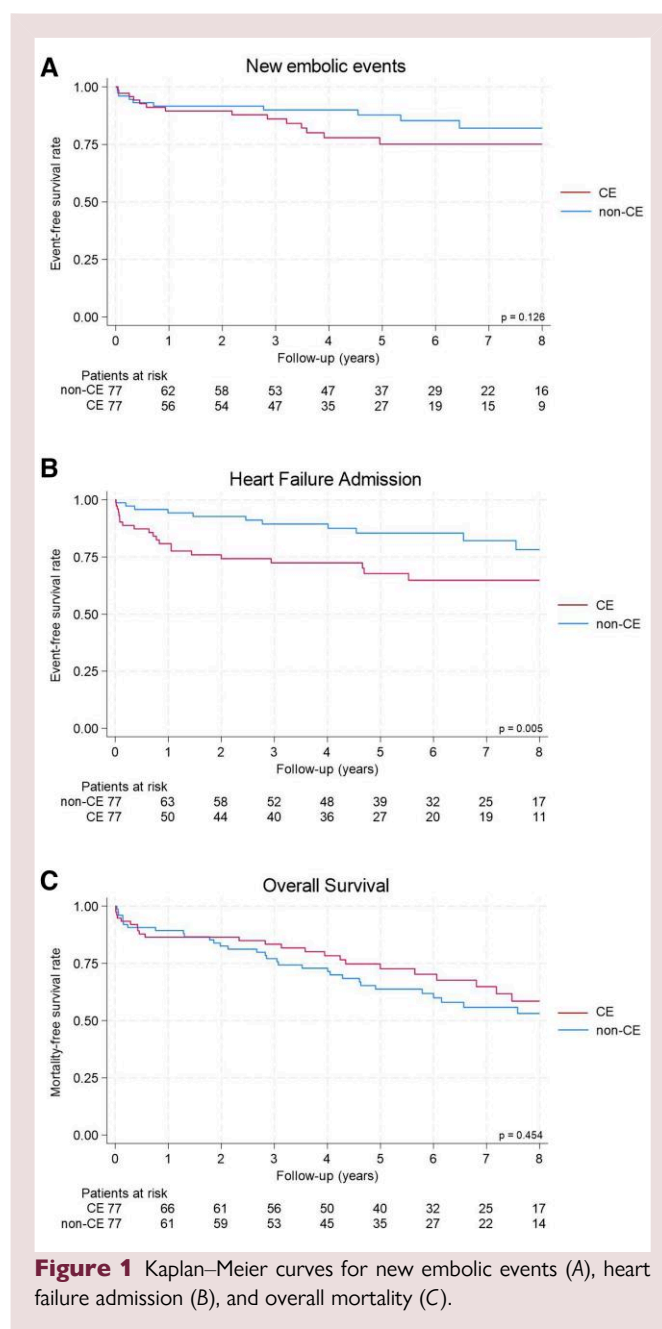 A
New embolic events
Event-free survival rate
1.00
0.75
0.50
0.25
0.00
CE
non-CE
p = 0.126
0 1 2 3 4 5 6 7 8
Follow-up (years)
Patients at risk
non-CE 77 62 58 53 47 37 29 22 16
CE 77 56 54 47 35 27 19 15 9
B
Heart Failure Admission
Event-free survival rate
1.00
0.75
0.50
0.25
0.00
CE
non-CE
p = 0.005
0 1 2 3 4 5 6 7 8
Follow-up (years)
Patients at risk
non-CE 77 63 58 52 48 39 32 25 17
CE 77 50 44 40 36 27 20 19 11
C
Overall Survival
Mortality-free survival rate
1.00
0.75
0.50
0.25
0.00
CE
non-CE
p = 0.454
0 1 2 3 4 5 6 7 8
Follow-up (years)
Patients at risk
CE 77 66 61 56 50 40 32 25 17
non-CE 77 61 59 53 45 35 27 22 14
Figure 1 Kaplan–Meier curves for new embolic events (A), heart
failure admission (B), and overall mortality (C).